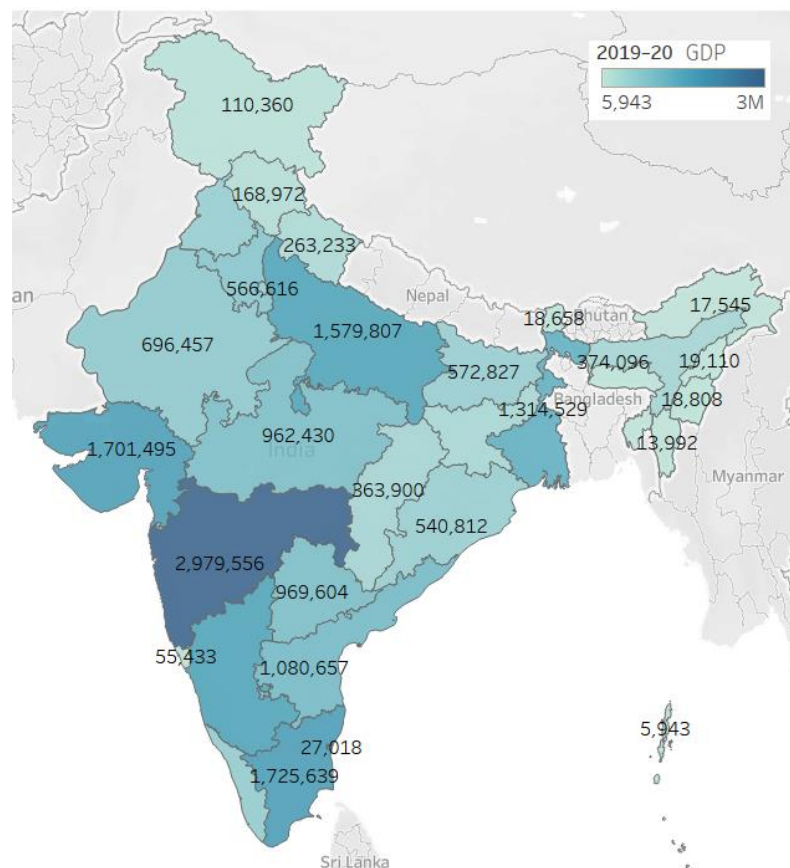 2019-20 GDP
5,943 3M
110,360
168,972
263,233
an
566,616
Nepal
18,658
hutan
17,545
696,457
1,579,807
572,827
374,096
19,110
Bangladesh
18,808
1,314,529
1,701,495
962,430
India
13,992
Myanmar
363,900
540,812
2,979,556
969,604
55,433
1,080,657
5,943
27,018
1,725,639
Sri Lanka